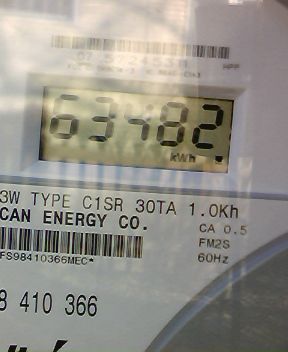 63482
kWh
3W TYPE C1SR 30TA 1.0Kh
CAN ENERGY CO. CA 0.5
FM2S
FS98410366MEC* 60Hz
8 410 366